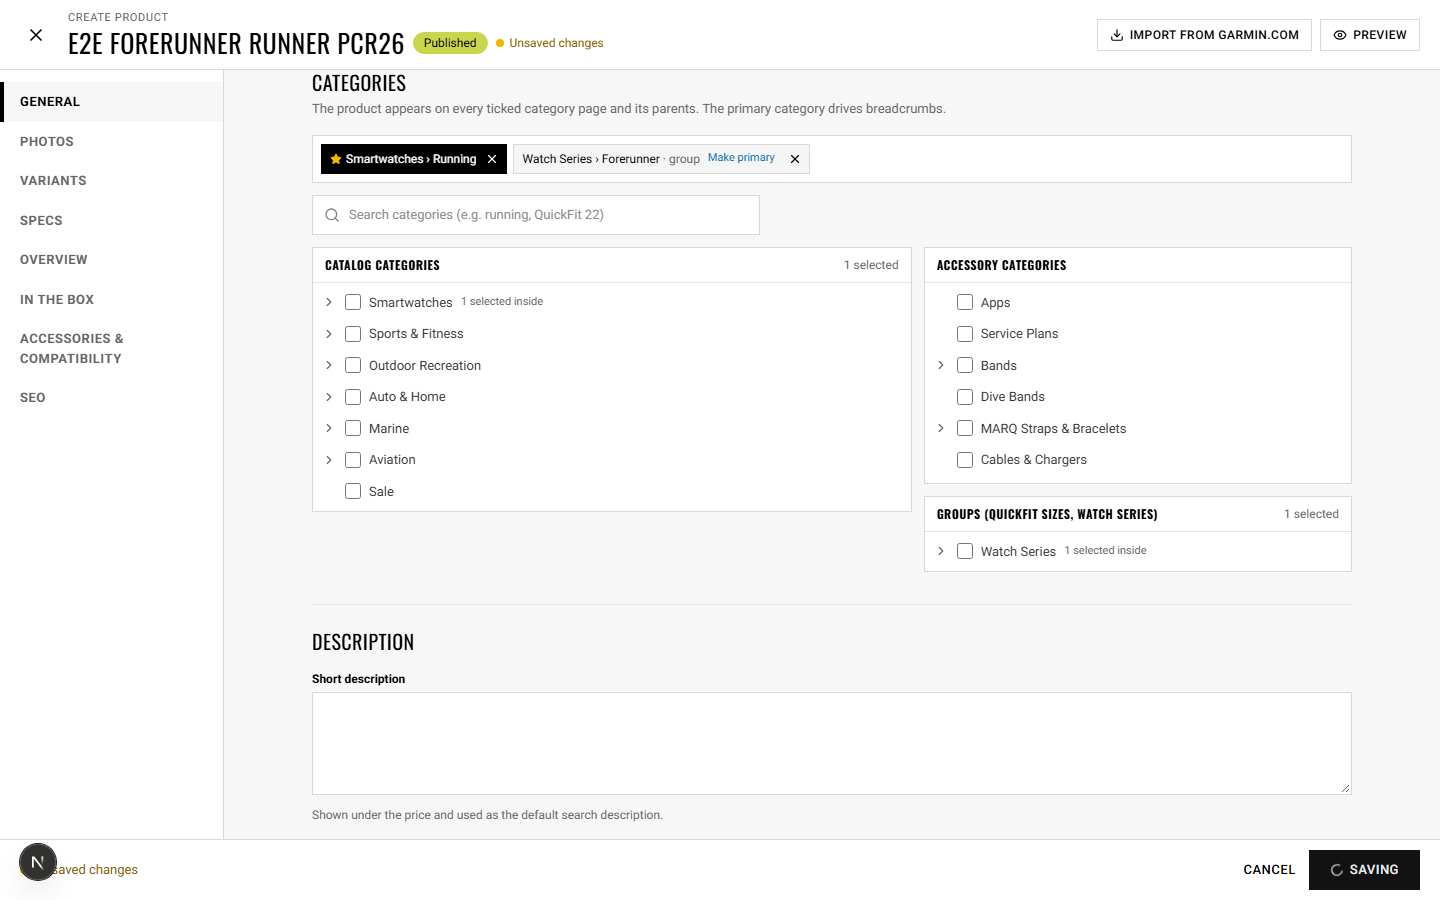 CREATE PRODUCT
E2E FORERUNNER RUNNER PCR26
Published
Unsaved changes
IMPORT FROM GARMIN.COM
PREVIEW
GENERAL
PHOTOS
VARIANTS
SPECS
OVERVIEW
IN THE BOX
ACCESSORIES &
COMPATIBILITY
SEO
CATEGORIES
The product appears on every ticked category page and its parents. The primary category drives breadcrumbs.
Smartwatches › Running
Watch Series › Forerunner · group Make primary
Search categories (e.g. running, QuickFit 22)
CATALOG CATEGORIES 1 selected
Smartwatches 1 selected inside
Sports & Fitness
Outdoor Recreation
Auto & Home
Marine
Aviation
Sale
ACCESSORY CATEGORIES
Apps
Service Plans
Bands
Dive Bands
MARQ Straps & Bracelets
Cables & Chargers
GROUPS (QUICKFIT SIZES, WATCH SERIES) 1 selected
Watch Series 1 selected inside
DESCRIPTION
Short description
Shown under the price and used as the default search description.
N
saved changes
CANCEL
SAVING